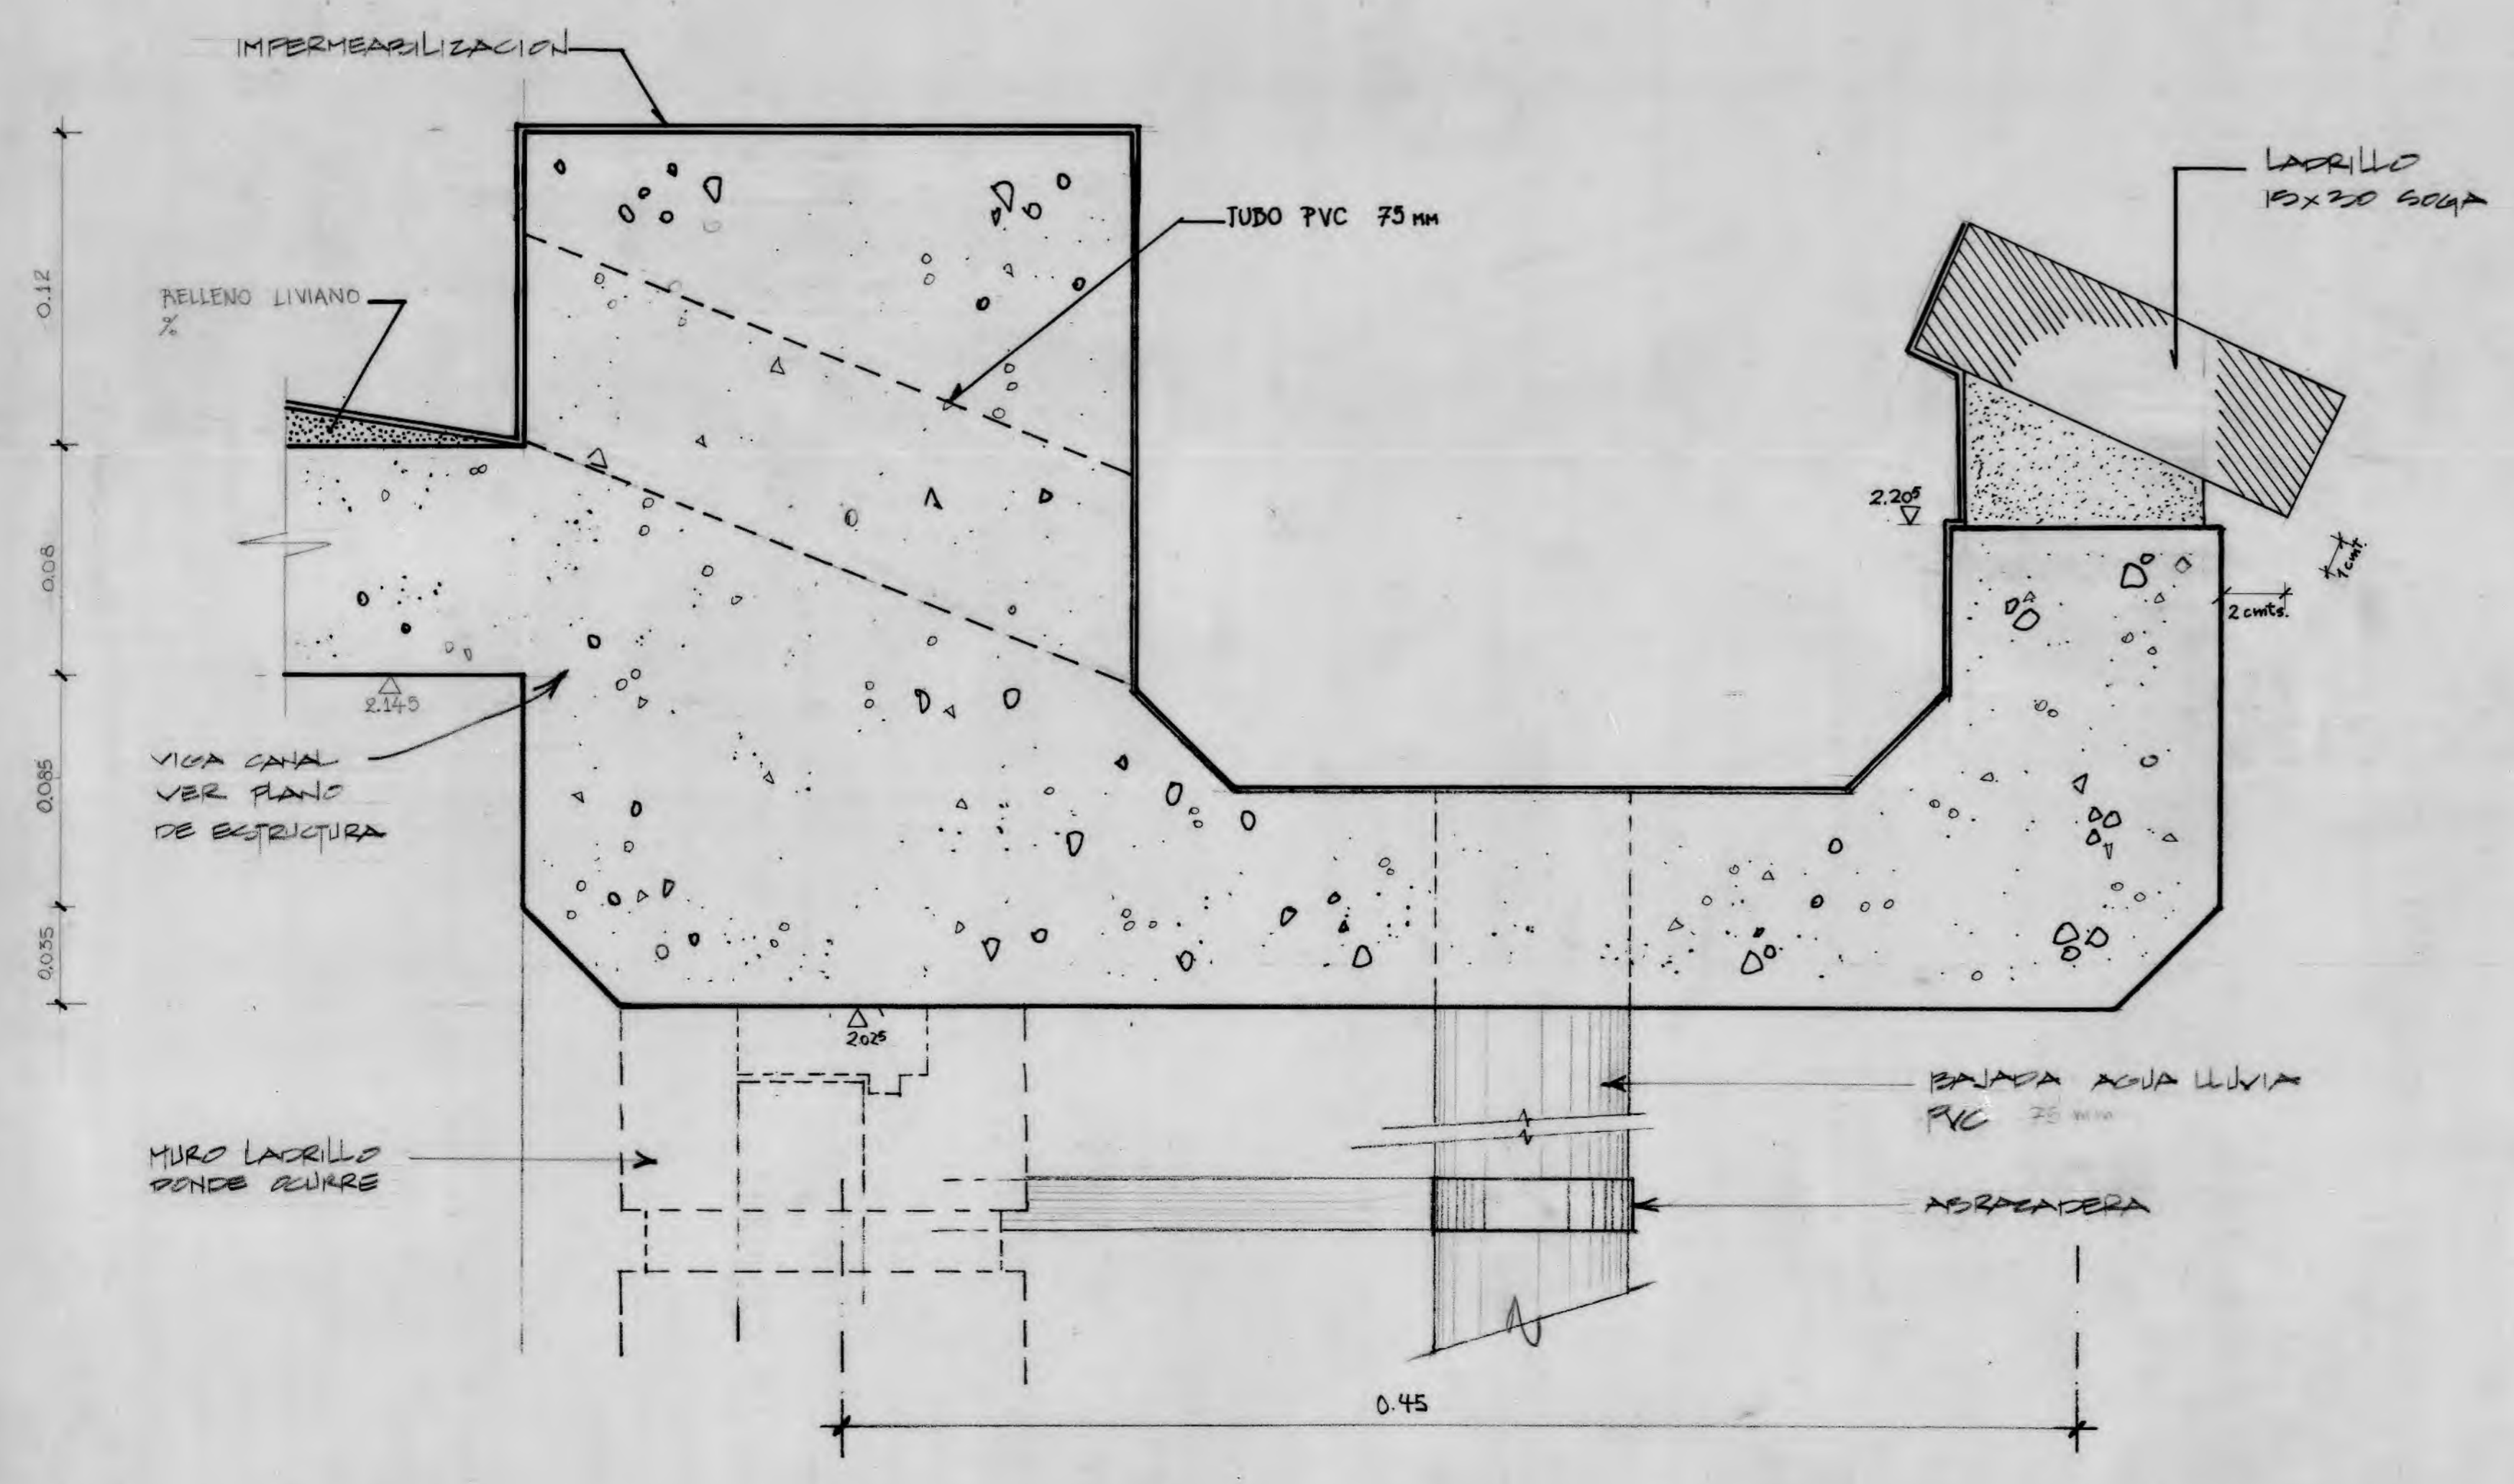 IMPERMEABILIZACION
LADRILLO
15x30 SOGA
TUBO PVC 75 MM
RELLENO LIVIANO
%
0.12
2.205
0.08
1 cmt.
2 cmts.
2.145
VIGA CANAL
VER PLANO
DE ESTRUCTURA
0.085
0.035
2025
BAJADA AGUA LLUVIA
PVC 75 mm
MURO LADRILLO
DONDE OCURRE
ABRAZADERA
0.45